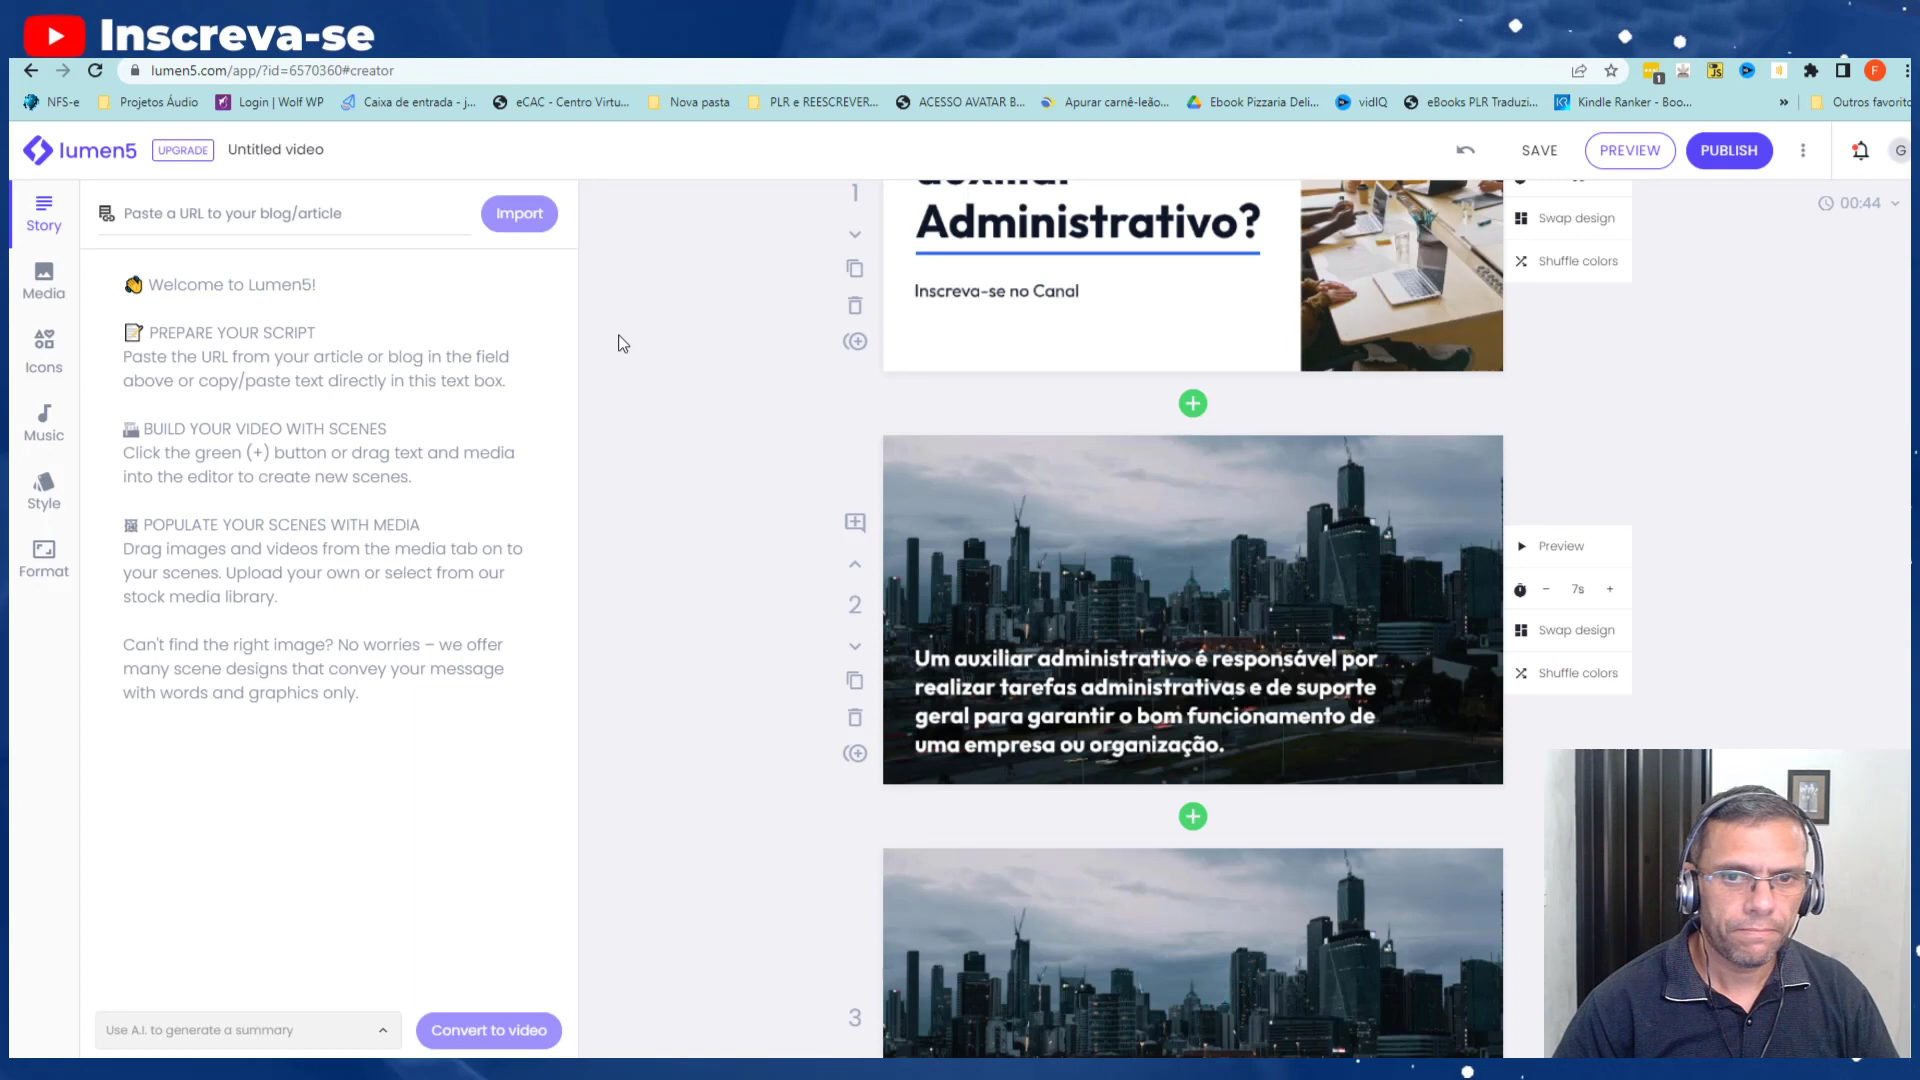 Inscreva-se
lumen5.com/app/?id=6570360#creator
1
JS
F
NFS-e
Projetos Áudio
Login | Wolf WP
Caixa de entrada - j...
eCAC - Centro Virtu...
Nova pasta
PLR e REESCREVER...
ACESSO AVATAR B...
Apurar carnê-leão...
Ebook Pizzaria Deli...
vidIQ
eBooks PLR Traduzi...
Kindle Ranker - Boo...
»
Outros favorito
lumen5
UPGRADE
Untitled video
SAVE
PREVIEW
PUBLISH
G
Story
Media
Icons
Music
Style
Format
Paste a URL to your blog/article
Import
👋 Welcome to Lumen5!
📝 PREPARE YOUR SCRIPT
Paste the URL from your article or blog in the field
above or copy/paste text directly in this text box.
BUILD YOUR VIDEO WITH SCENES
Click the green (+) button or drag text and media
into the editor to create new scenes.
POPULATE YOUR SCENES WITH MEDIA
Drag images and videos from the media tab on to
your scenes. Upload your own or select from our
stock media library.
Can't find the right image? No worries – we offer
many scene designs that convey your message
with words and graphics only.
Use A.I. to generate a summary
Convert to video
1
auxiliar
Administrativo?
Inscreva-se no Canal
Swap design
Shuffle colors
00:44
2
Um auxiliar administrativo é responsável por
realizar tarefas administrativas e de suporte
geral para garantir o bom funcionamento de
uma empresa ou organização.
Preview
− 7s +
Swap design
Shuffle colors
3